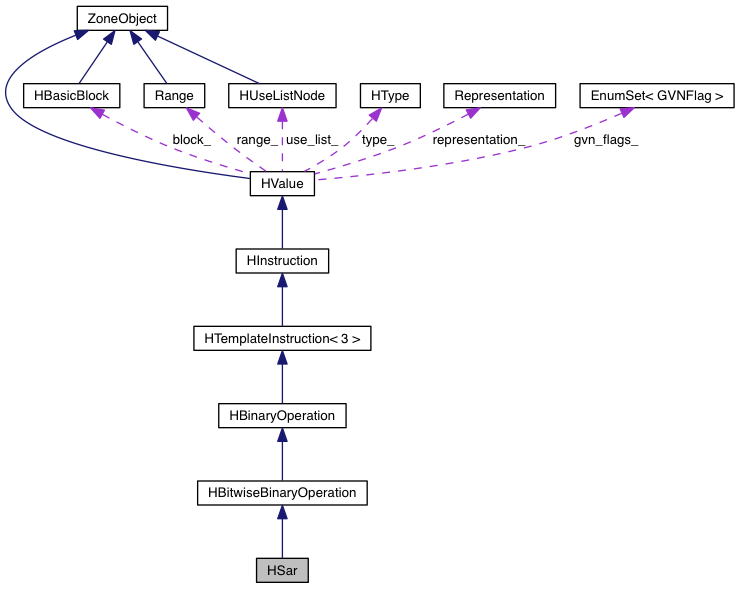 ZoneObject
HBasicBlock
Range
HUseListNode
HType
Representation
EnumSet< GVNFlag >
block_
range_
use_list_
type_
representation_
gvn_flags_
HValue
HInstruction
HTemplateInstruction< 3 >
HBinaryOperation
HBitwiseBinaryOperation
HSar